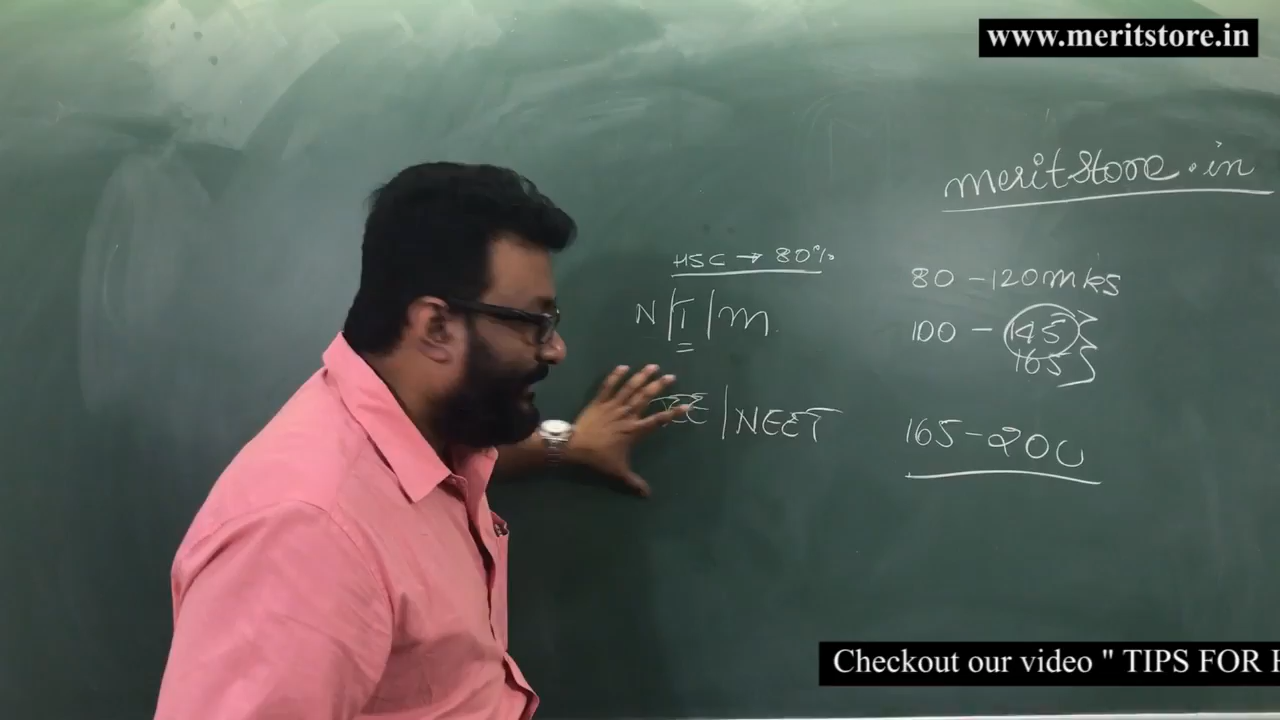 www.meritstore.in
meritstore.in
HSC → 80%
N/T/m
EE/NEET
80 - 120 mks
100 - 145
165
165 - 200
Checkout our video " TIPS FOR